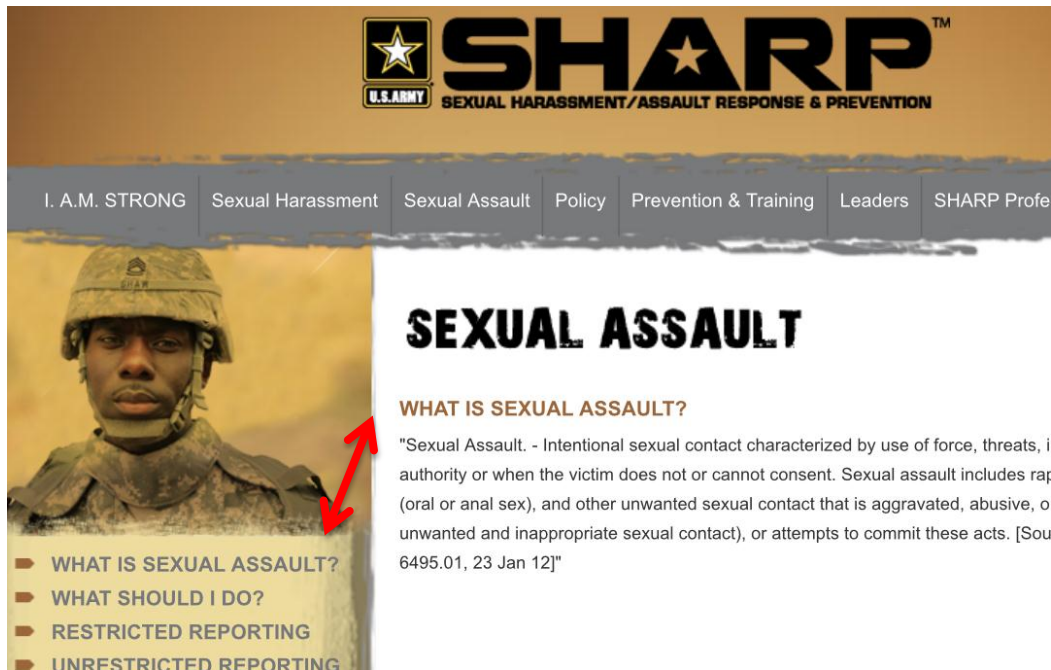 SHARP™
U.S.ARMY
SEXUAL HARASSMENT/ASSAULT RESPONSE & PREVENTION
I. A.M. STRONG Sexual Harassment Sexual Assault Policy Prevention & Training Leaders SHARP Profe
SHAW
SEXUAL ASSAULT
WHAT IS SEXUAL ASSAULT?
"Sexual Assault. - Intentional sexual contact characterized by use of force, threats, i
authority or when the victim does not or cannot consent. Sexual assault includes rap
(oral or anal sex), and other unwanted sexual contact that is aggravated, abusive, o
unwanted and inappropriate sexual contact), or attempts to commit these acts. [Sou
6495.01, 23 Jan 12]"
WHAT IS SEXUAL ASSAULT?
WHAT SHOULD I DO?
RESTRICTED REPORTING
UNRESTRICTED REPORTING